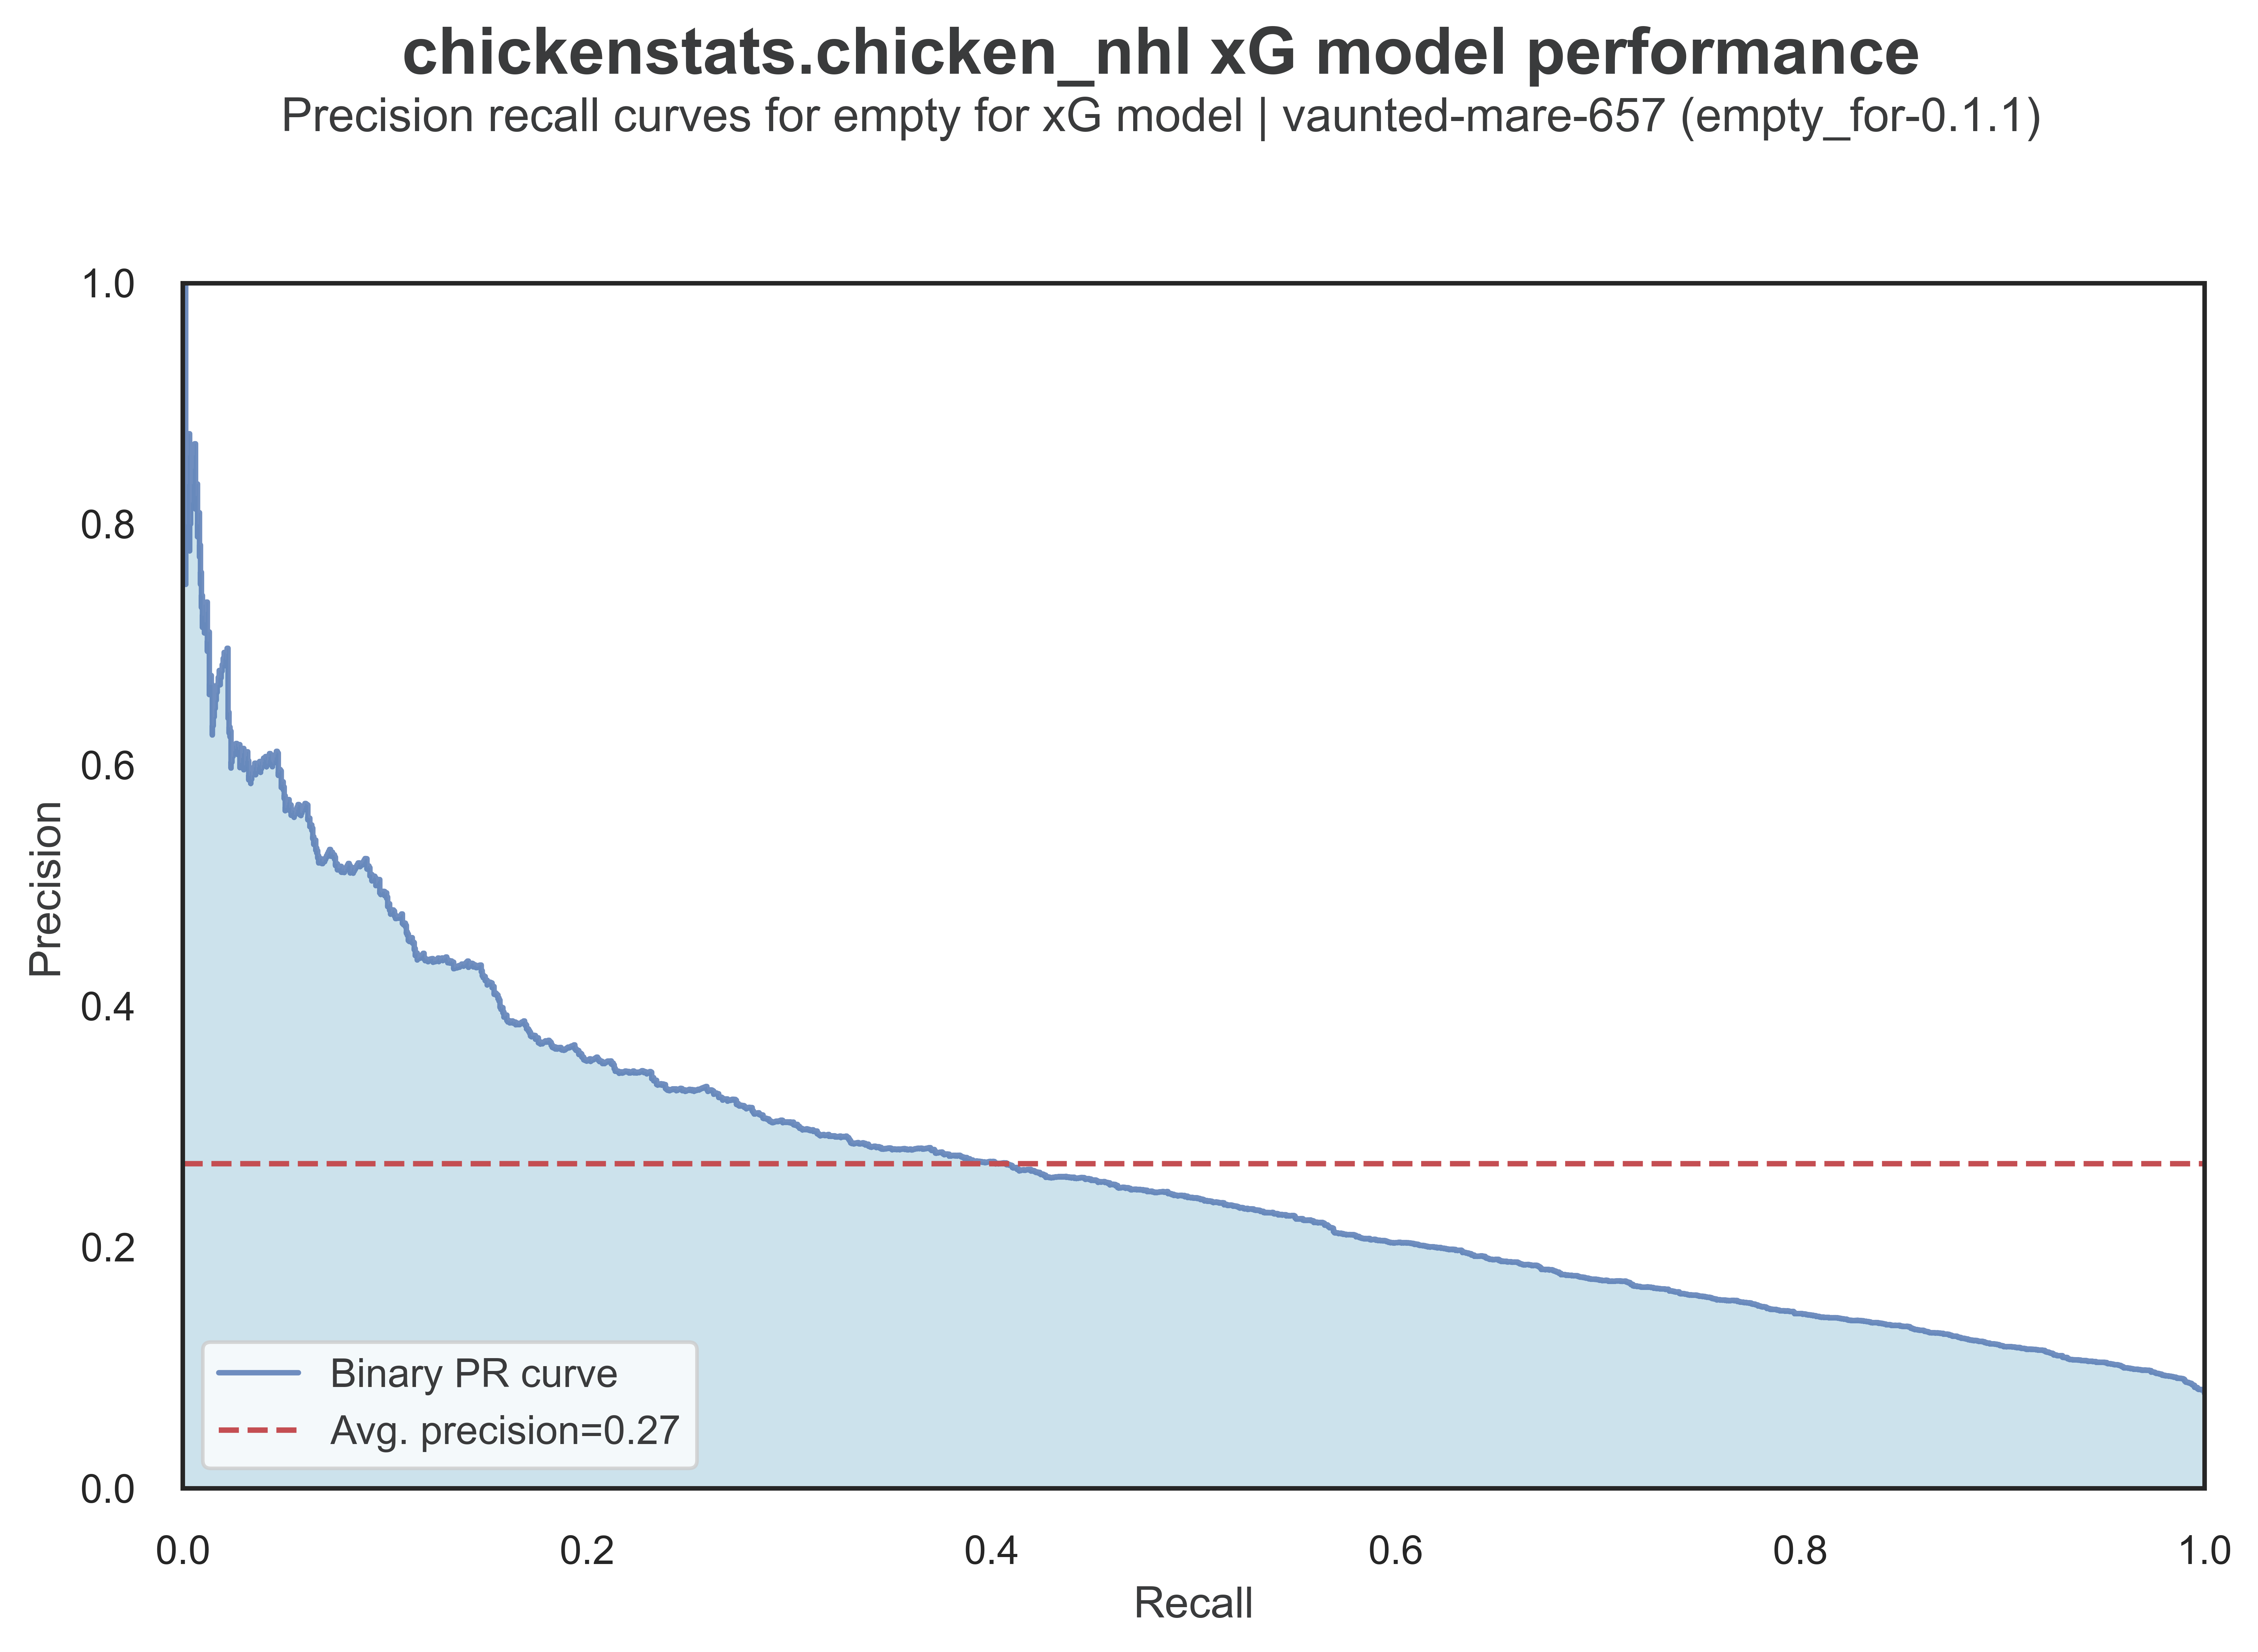 chickenstats.chicken_nhl xG model performance
Precision recall curves for empty for xG model | vaunted-mare-657 (empty_for-0.1.1)
1.0
0.8
0.6
0.4
0.2
0.0
Precision
Binary PR curve
Avg. precision=0.27
0.0 0.2 0.4 0.6 0.8 1.0
Recall